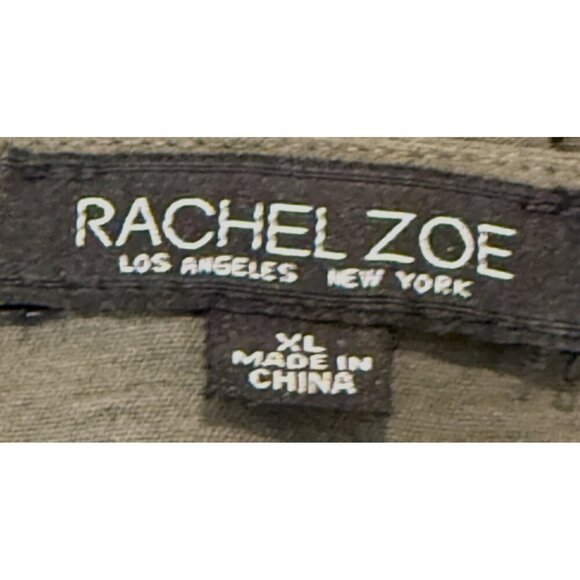 RACHEL ZOE
LOS ANGELES NEW YORK
XL
MADE IN
CHINA